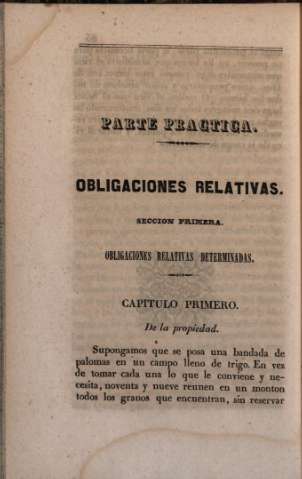 PARTE PRACTICA.
OBLIGACIONES RELATIVAS.
SECCION PRIMERA.
OBLIGACIONES RELATIVAS DETERMINADAS.
CAPITULO PRIMERO.
De la propiedad.
Supongamos que se posa una bandada de
palomas en un campo lleno de trigo. En vez
de tomar cada una lo que le conviene y ne-
cesita, noventa y nueve reunen en un monton
todos los granos que encuentran, sin reservar